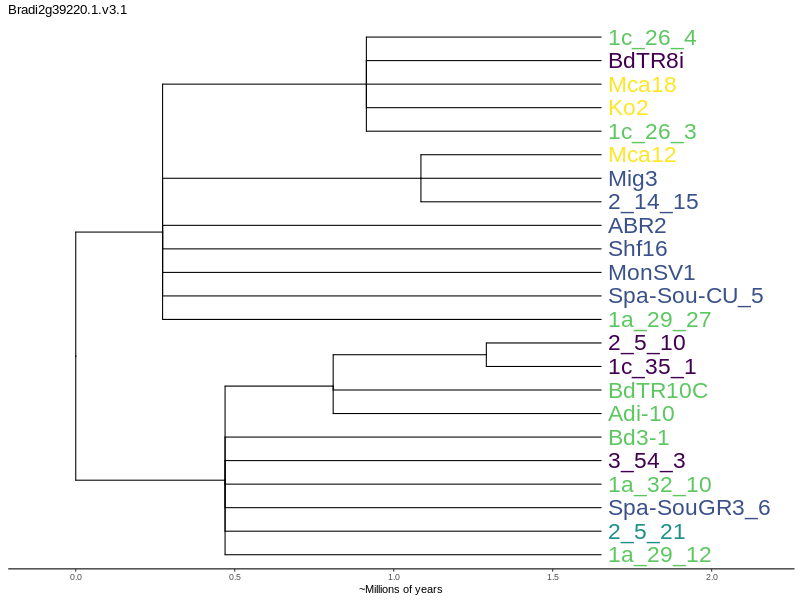 Bradi2g39220.1.v3.1
1c_26_4
BdTR8i
Mca18
Ko2
1c_26_3
Mca12
Mig3
2_14_15
ABR2
Shf16
MonSV1
Spa-Sou-CU_5
1a_29_27
2_5_10
1c_35_1
BdTR10C
Adi-10
Bd3-1
3_54_3
1a_32_10
Spa-SouGR3_6
2_5_21
1a_29_12
0.0 0.5 1.0 1.5 2.0
~Millions of years